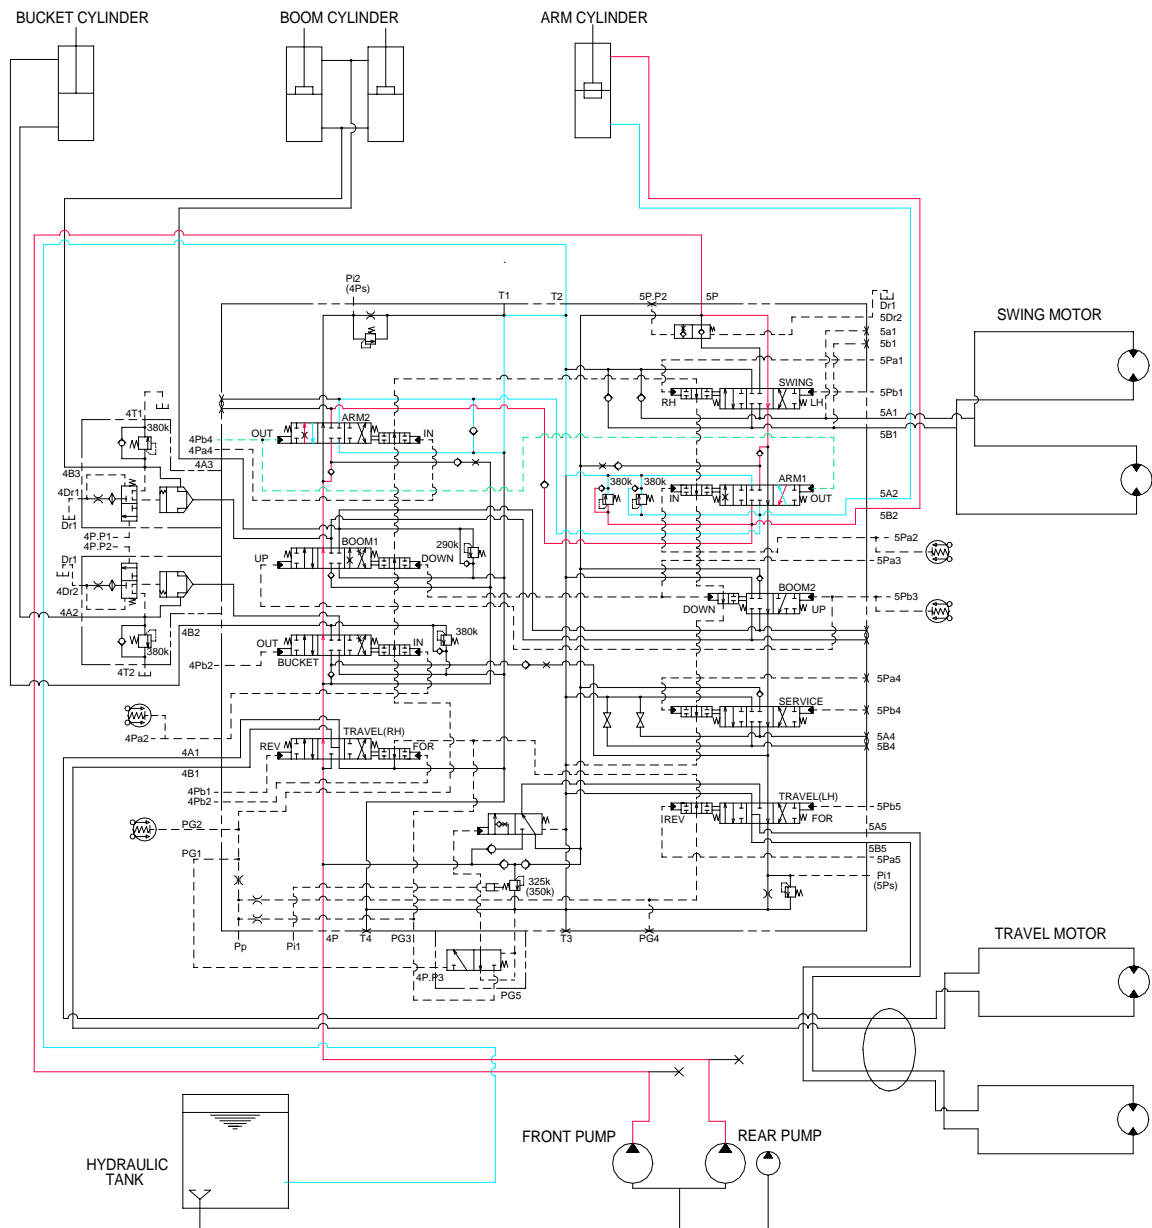 BUCKET CYLINDER
BOOM CYLINDER
ARM CYLINDER
Pi2
(4Ps)
T1
T2
5P.P2
5P
Dr1
5Dr2
5a1
5b1
SWING MOTOR
5Pa1
SWING
RH
LH
5Pb1
5A1
5B1
4T1
380k
4Pb4
4Pa4
OUT
ARM2
IN
4A3
4B3
4Dr1
Dr1
4P.P1
4P.P2
380k
380k
ARM1
IN
OUT
5A2
5B2
290k
BOOM1
UP
DOWN
5Pa2
5Pa3
Dr1
4Dr2
4A2
BOOM2
DOWN
UP
5Pb3
4B2
380k
OUT
IN
BUCKET
4Pb2
380k
4T2
5Pa4
SERVICE
5Pb4
5A4
5B4
4Pa2
4A1
4B1
TRAVEL(RH)
REV
FOR
4Pb1
4Pb2
TRAVEL(LH)
REV
FOR
5Pb5
5A5
5B5
5Pa5
PG2
PG1
325k
(350k)
Pi1
(5Ps)
Pp
Pi1
4P
T4
PG3
T3
PG4
4P.P3
PG5
TRAVEL MOTOR
FRONT PUMP
REAR PUMP
HYDRAULIC
TANK